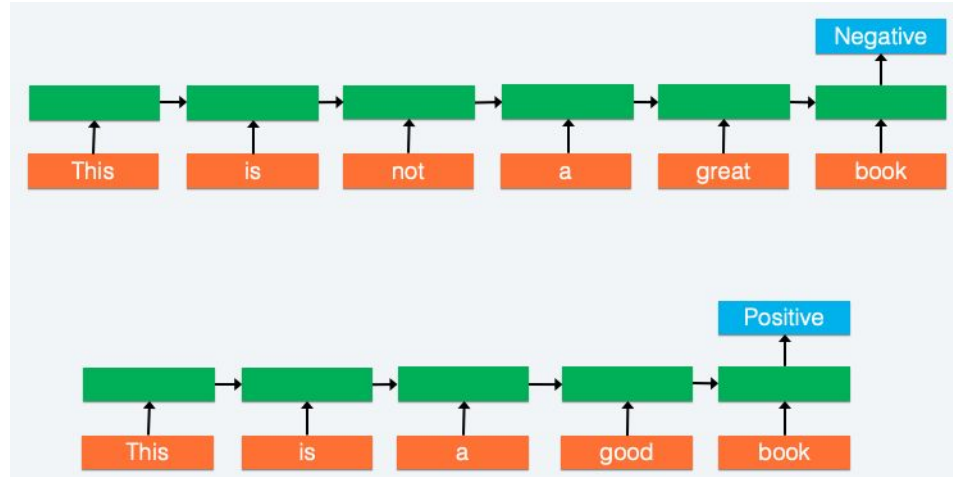 Negative
This is not a great book
Positive
This is a good book